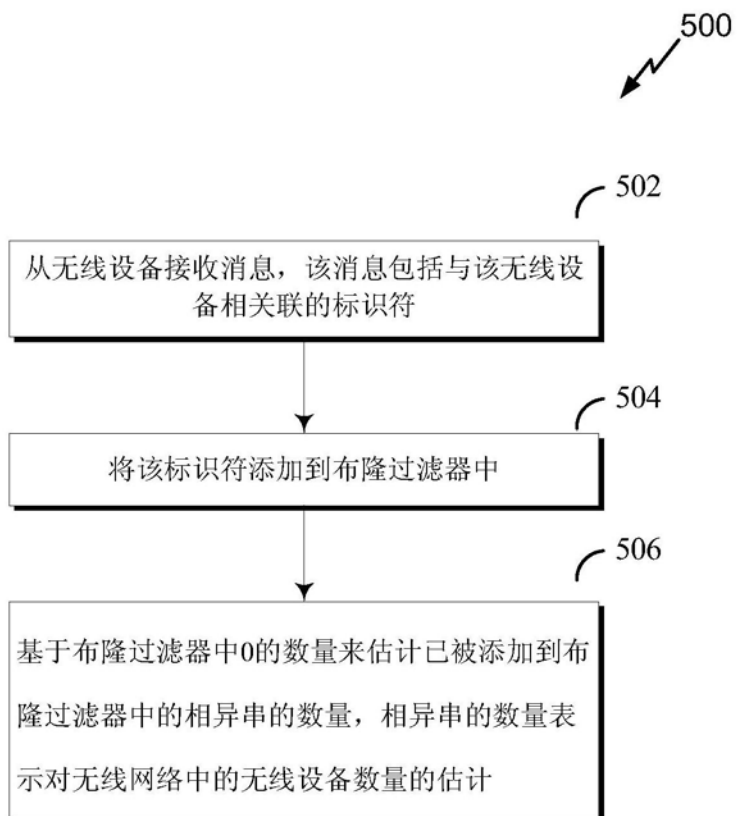 500
502
从无线设备接收消息，该消息包括与该无线设
备相关联的标识符
504
将该标识符添加到布隆过滤器中
506
基于布隆过滤器中0的数量来估计已被添加到布
隆过滤器中的相异串的数量，相异串的数量表
示对无线网络中的无线设备数量的估计